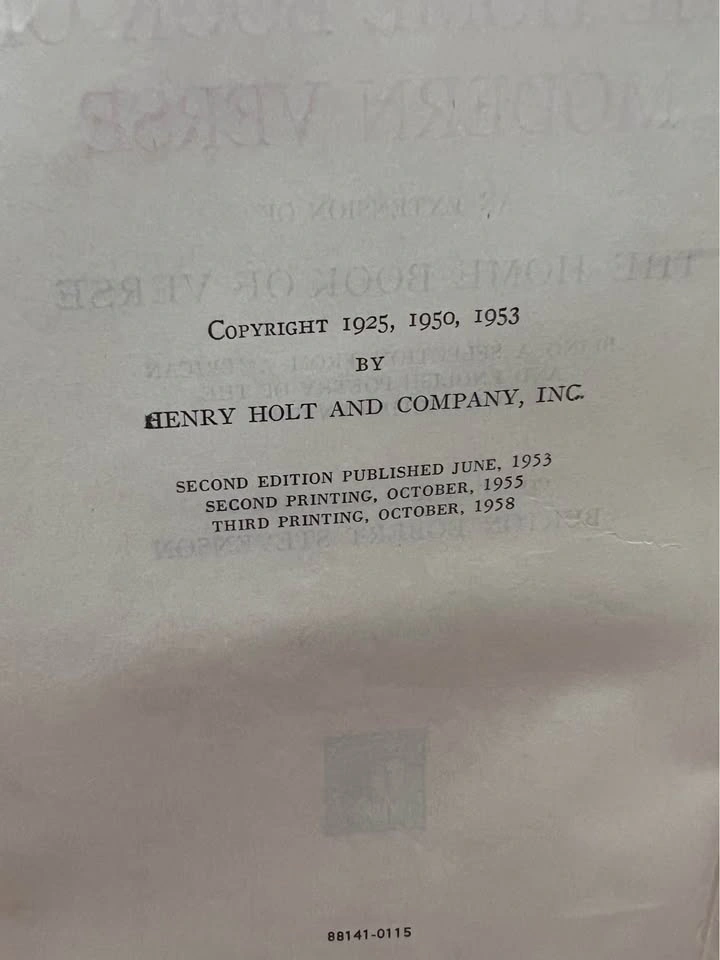 COPYRIGHT 1925, 1950, 1953
BY
HENRY HOLT AND COMPANY, INC.
SECOND EDITION PUBLISHED JUNE, 1953
SECOND PRINTING, OCTOBER, 1955
THIRD PRINTING, OCTOBER, 1958
88141-0115